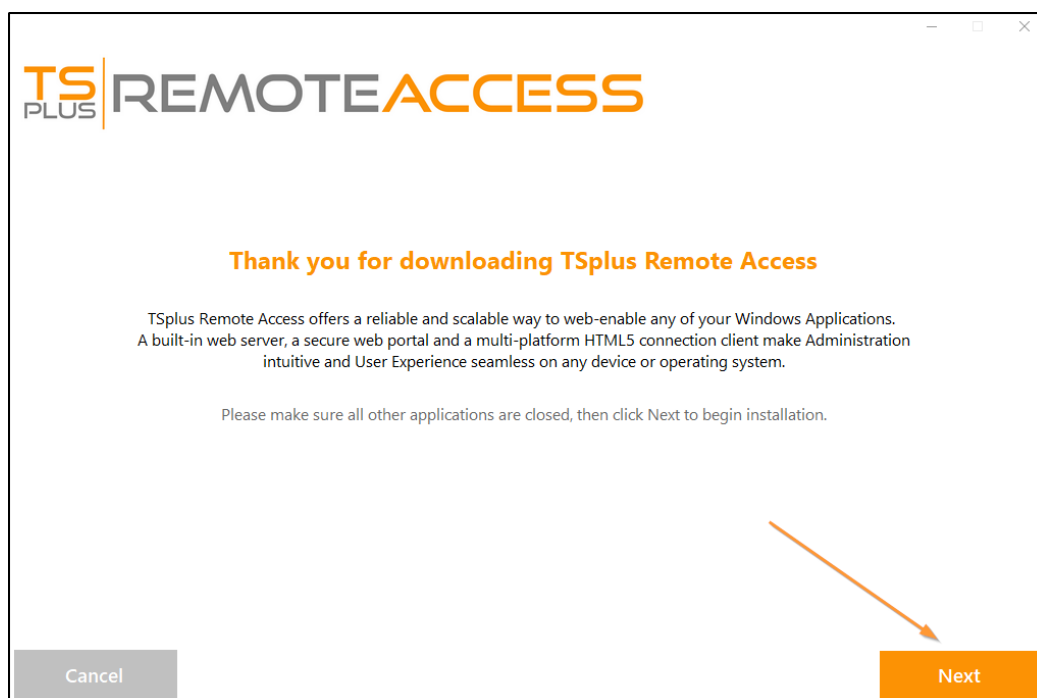 TS
PLUS
REMOTEACCESS
Thank you for downloading TSplus Remote Access
TSplus Remote Access offers a reliable and scalable way to web-enable any of your Windows Applications.
A built-in web server, a secure web portal and a multi-platform HTML5 connection client make Administration
intuitive and User Experience seamless on any device or operating system.
Please make sure all other applications are closed, then click Next to begin installation.
Cancel
Next